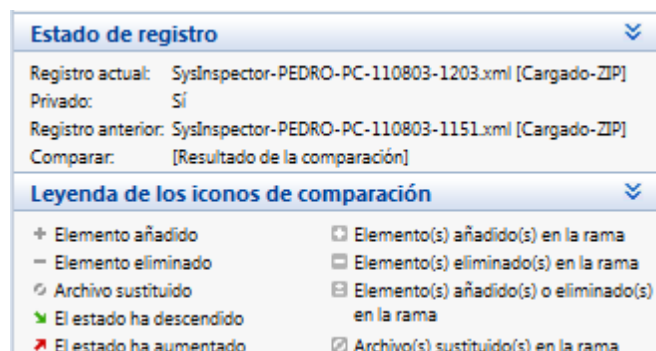 Estado de registro
Registro actual: SysInspector-PEDRO-PC-110803-1203.xml [Cargado-ZIP]
Privado: Sí
Registro anterior: SysInspector-PEDRO-PC-110803-1151.xml [Cargado-ZIP]
Comparar: [Resultado de la comparación]
Leyenda de los iconos de comparación
Elemento añadido
Elemento eliminado
Archivo sustituido
El estado ha descendido
El estado ha aumentado
Elemento(s) añadido(s) en la rama
Elemento(s) eliminado(s) en la rama
Elemento(s) añadido(s) o eliminado(s)
en la rama
Archivo(s) sustituido(s) en la rama